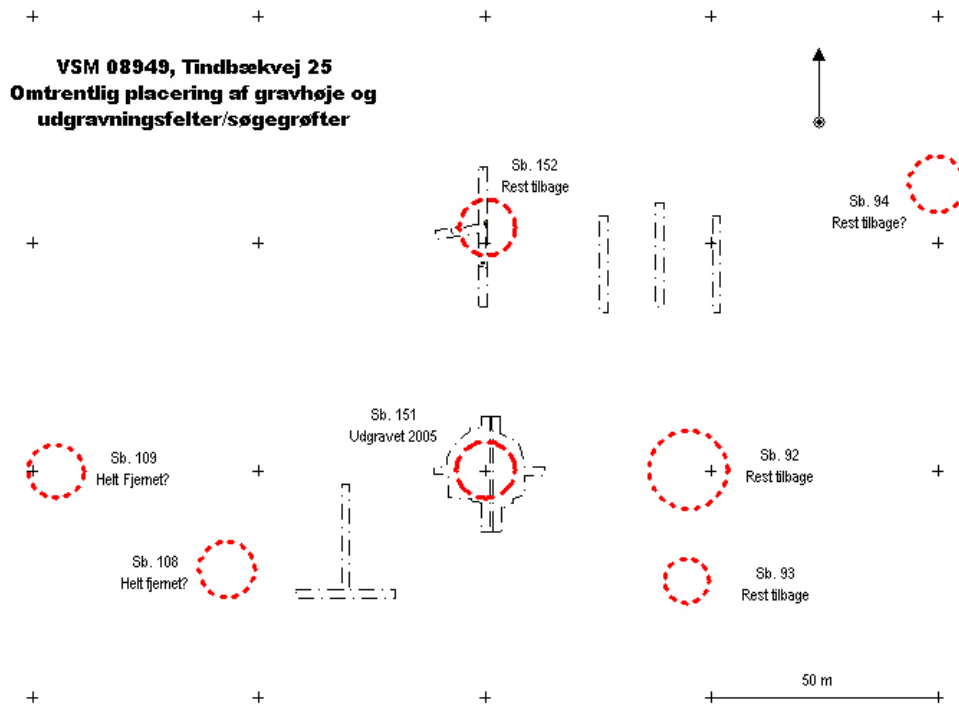 VSM 08949, Tindbækvej 25
Omtrentlig placering af gravhøje og
udgravningsfelter/søgegrøfter
Sb. 152
Rest tilbage
Sb. 94
Rest tilbage?
Sb. 151
Udgravet 2005
Sb. 109
Helt Fjernet?
Sb. 92
Rest tilbage
Sb. 108
Helt fjernet?
Sb. 93
Rest tilbage
50 m